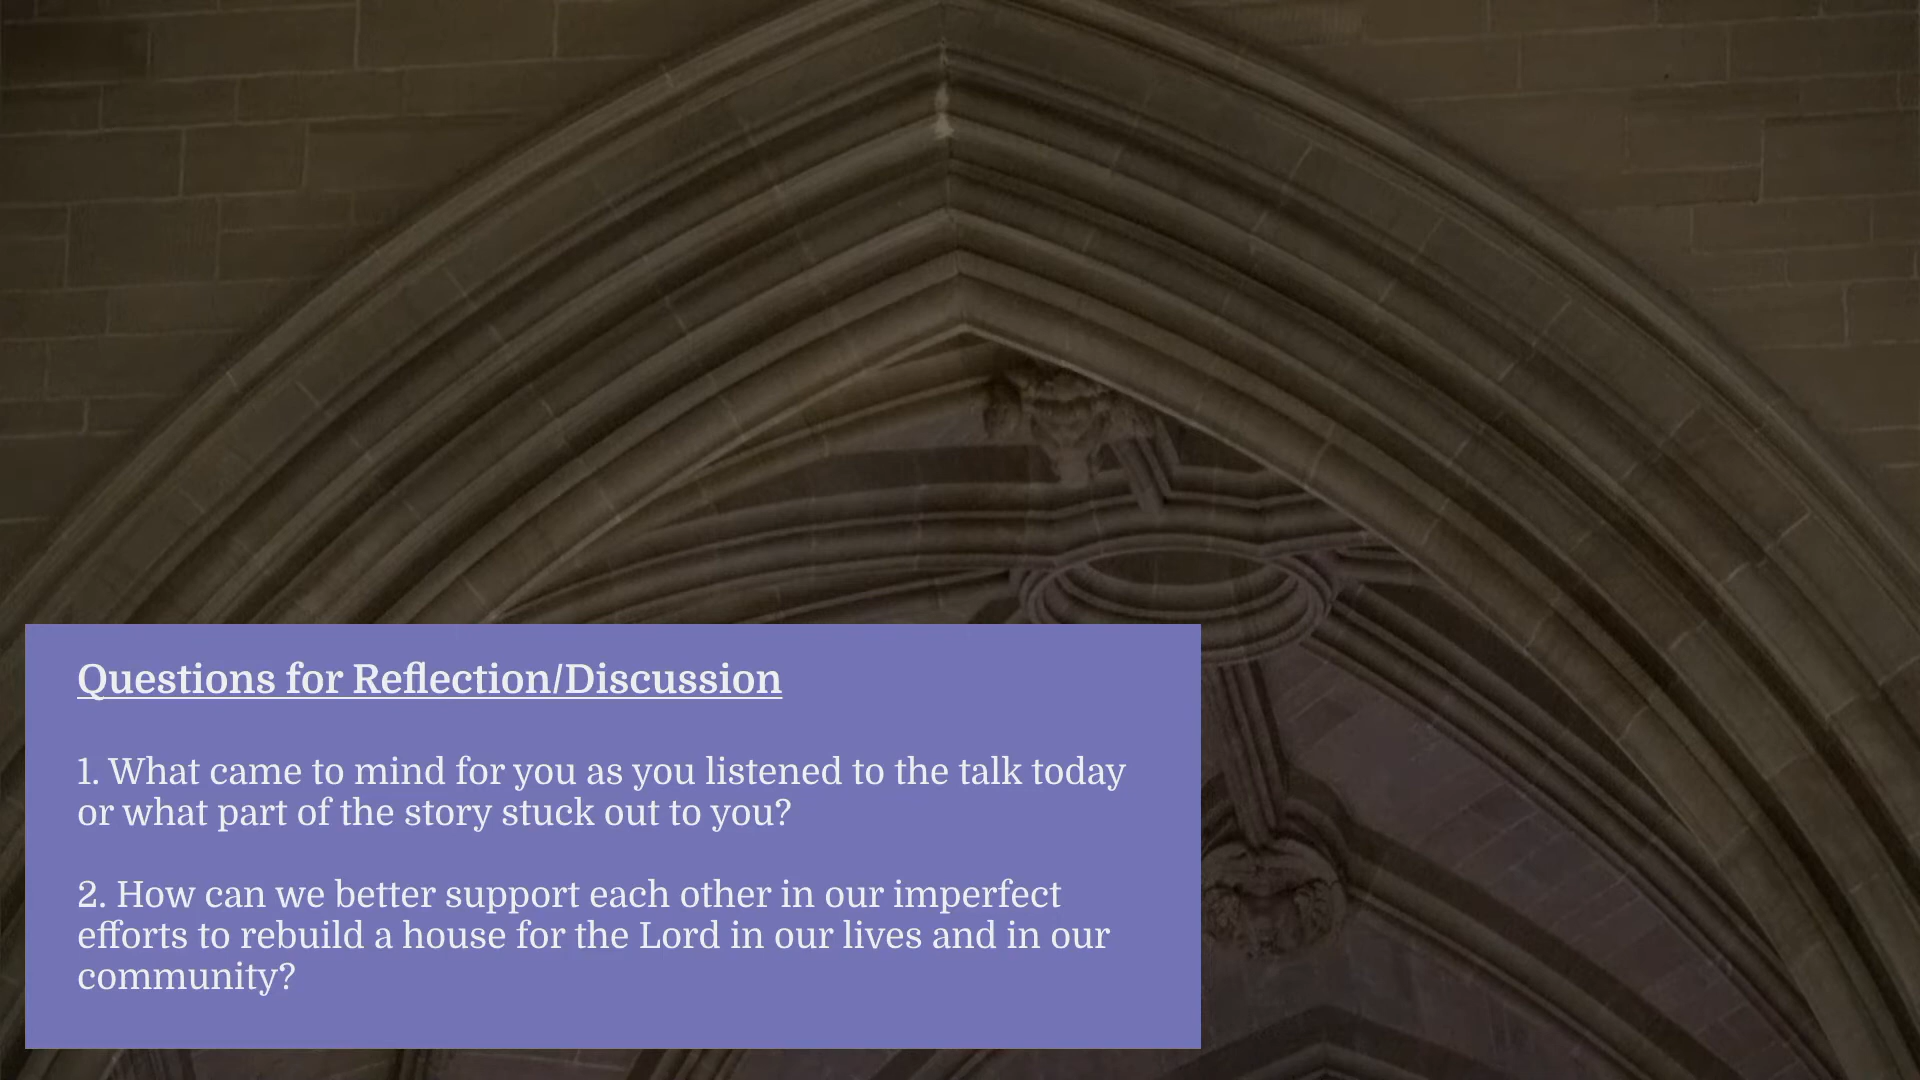 Questions for Reflection/Discussion
1. What came to mind for you as you listened to the talk today
or what part of the story stuck out to you?
2. How can we better support each other in our imperfect
efforts to rebuild a house for the Lord in our lives and in our
community?